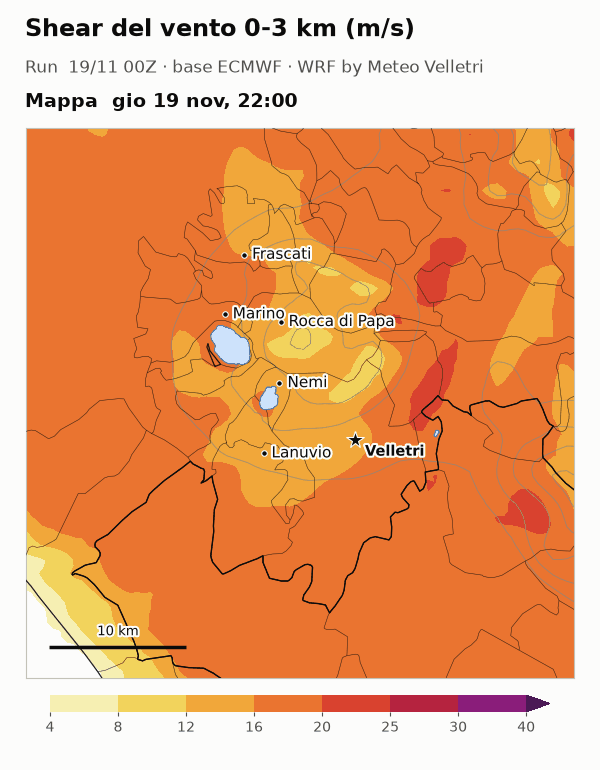 Shear del vento 0-3 km (m/s)
Run  19/11 00Z · base ECMWF · WRF by Meteo Velletri
Mappa  gio 19 nov, 22:00
Frascati
Marino
Rocca di Papa
Nemi
Velletri
Lanuvio
10 km
4 8 12 16 20 25 30 40